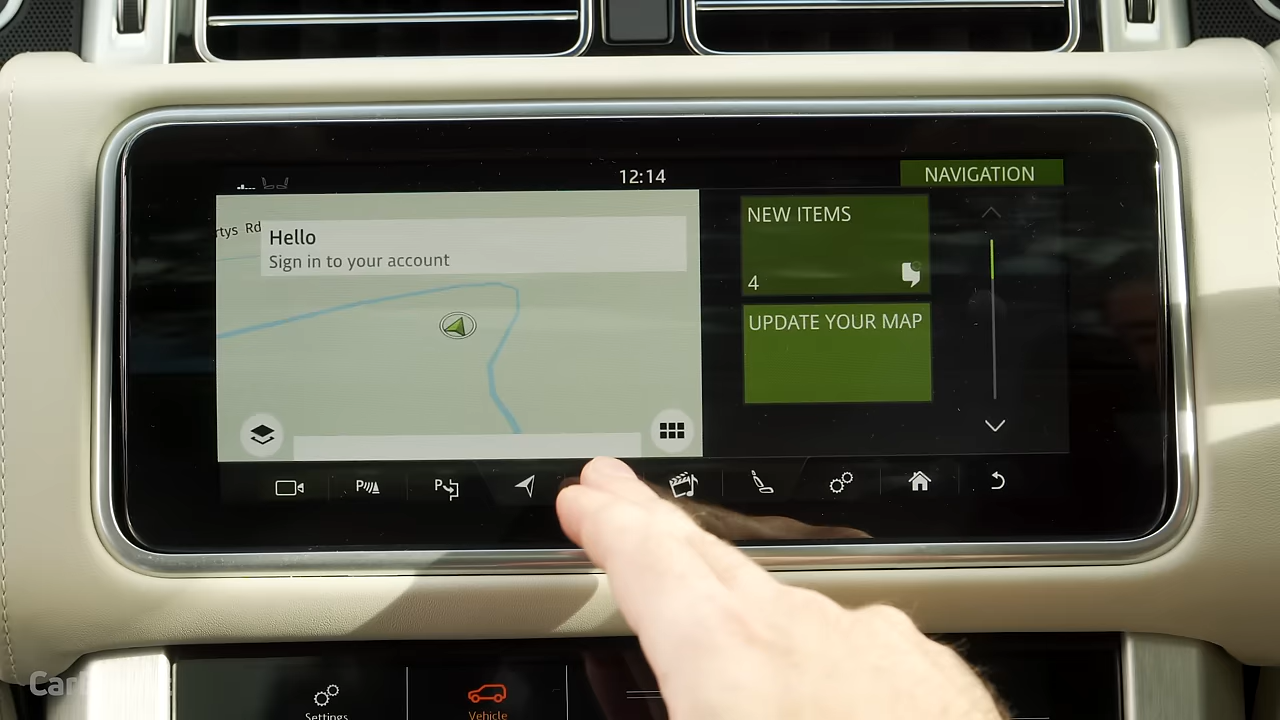 12:14
NAVIGATION
rtys Rd
Hello
Sign in to your account
NEW ITEMS
4
UPDATE YOUR MAP
P
P
Settings
Vehicle